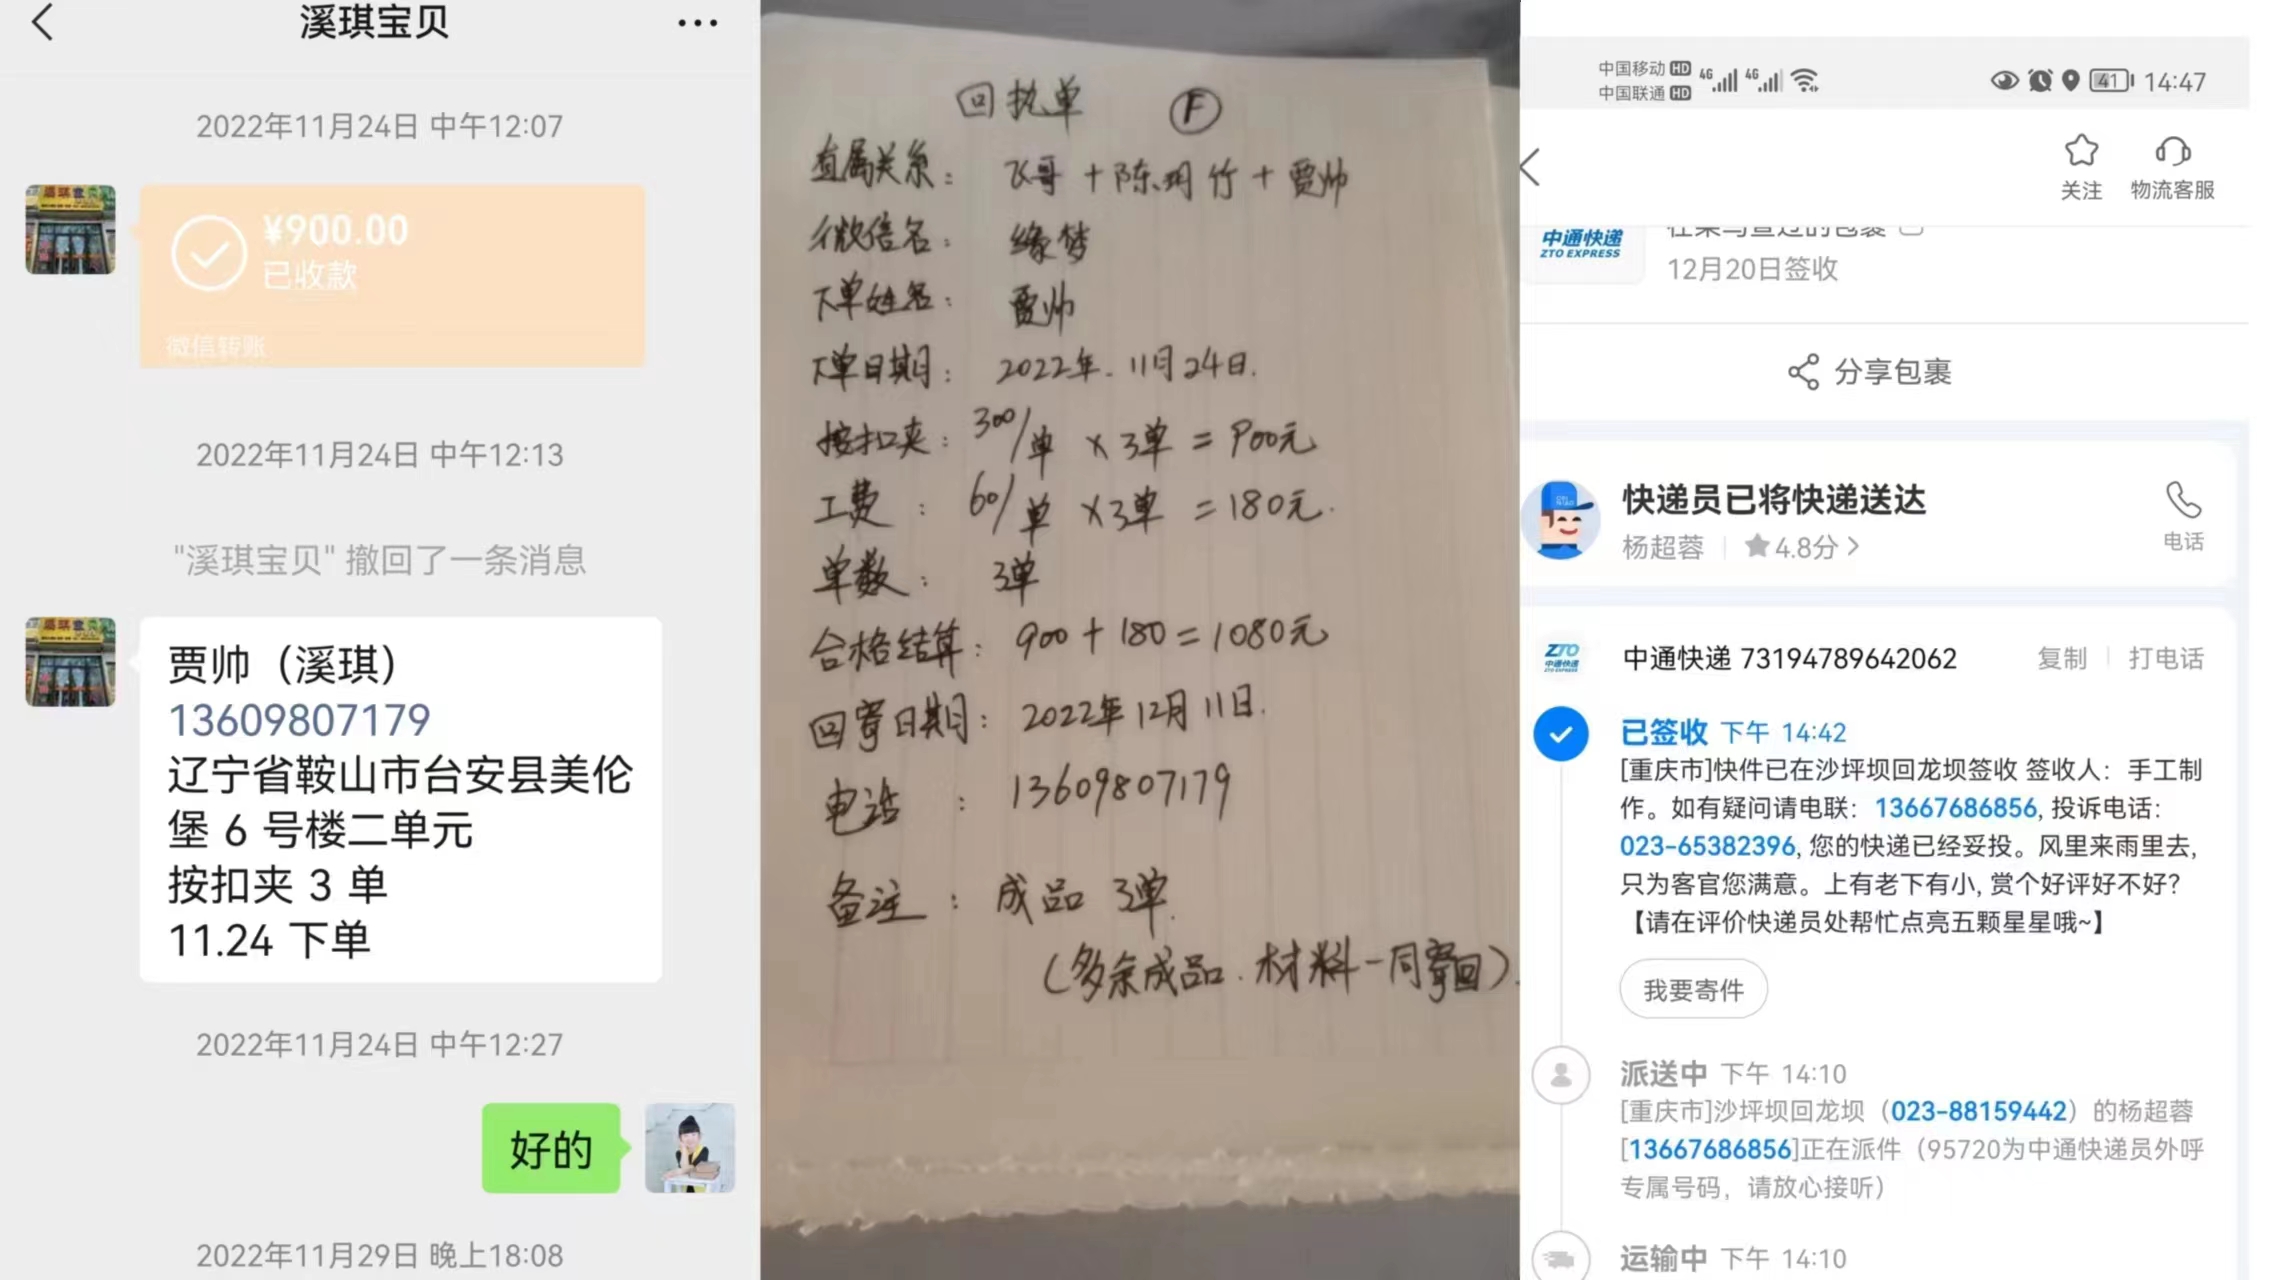 溪琪宝贝
2022年11月24日 中午12:07
¥900.00
已收款
微信转账
2022年11月24日 中午12:13
"溪琪宝贝" 撤回了一条消息
贾帅（溪琪）
13609807179
辽宁省鞍山市台安县美伦
堡 6 号楼二单元
按扣夹 3 单
11.24 下单
2022年11月24日 中午12:27
好的
2022年11月29日 晚上18:08
回执单 F
直属关系： 飞哥＋陈玥竹＋贾帅
微信名： 缘梦
下单姓名： 贾帅
下单日期： 2022年.11月24日.
按扣夹：300/单 ×3单 = 900元
工费：60/单 ×3单 = 180元.
单数： 3单
合格结算：900+180=1080元
回寄日期：2022年12月11日.
电话：13609807179
备注：成品 3单.
（多余成品.材料一同寄回）.
中国移动 HD 4G 4G
中国联通 HD
41 14:47
关注 物流客服
中通快递
ZTO EXPRESS
在菜鸟查过的包裹
12月20日签收
分享包裹
快递员已将快递送达
杨超蓉 4.8分
电话
ZTO
中通快递
中通快递 73194789642062 复制 打电话
已签收 下午 14:42
[重庆市]快件已在沙坪坝回龙坝签收 签收人：手工制
作。如有疑问请电联：13667686856, 投诉电话:
023-65382396, 您的快递已经妥投。风里来雨里去,
只为客官您满意。上有老下有小, 赏个好评好不好？
【请在评价快递员处帮忙点亮五颗星星哦~】
我要寄件
派送中 下午 14:10
[重庆市]沙坪坝回龙坝（023-88159442）的杨超蓉
[13667686856]正在派件（95720为中通快递员外呼
专属号码，请放心接听）
运输中 下午 14:10